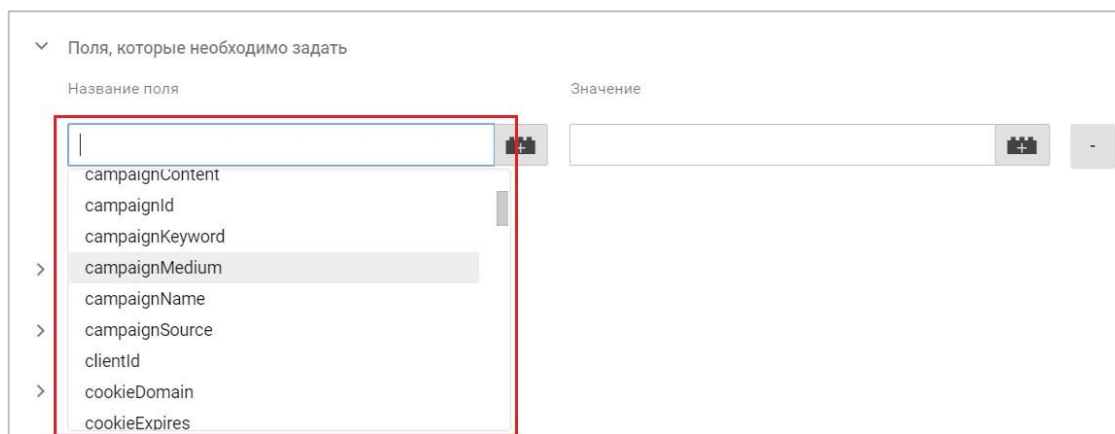 Поля, которые необходимо задать
Название поля Значение
-
campaignContent
campaignId
campaignKeyword
campaignMedium
campaignName
campaignSource
clientId
cookieDomain
cookieExpires